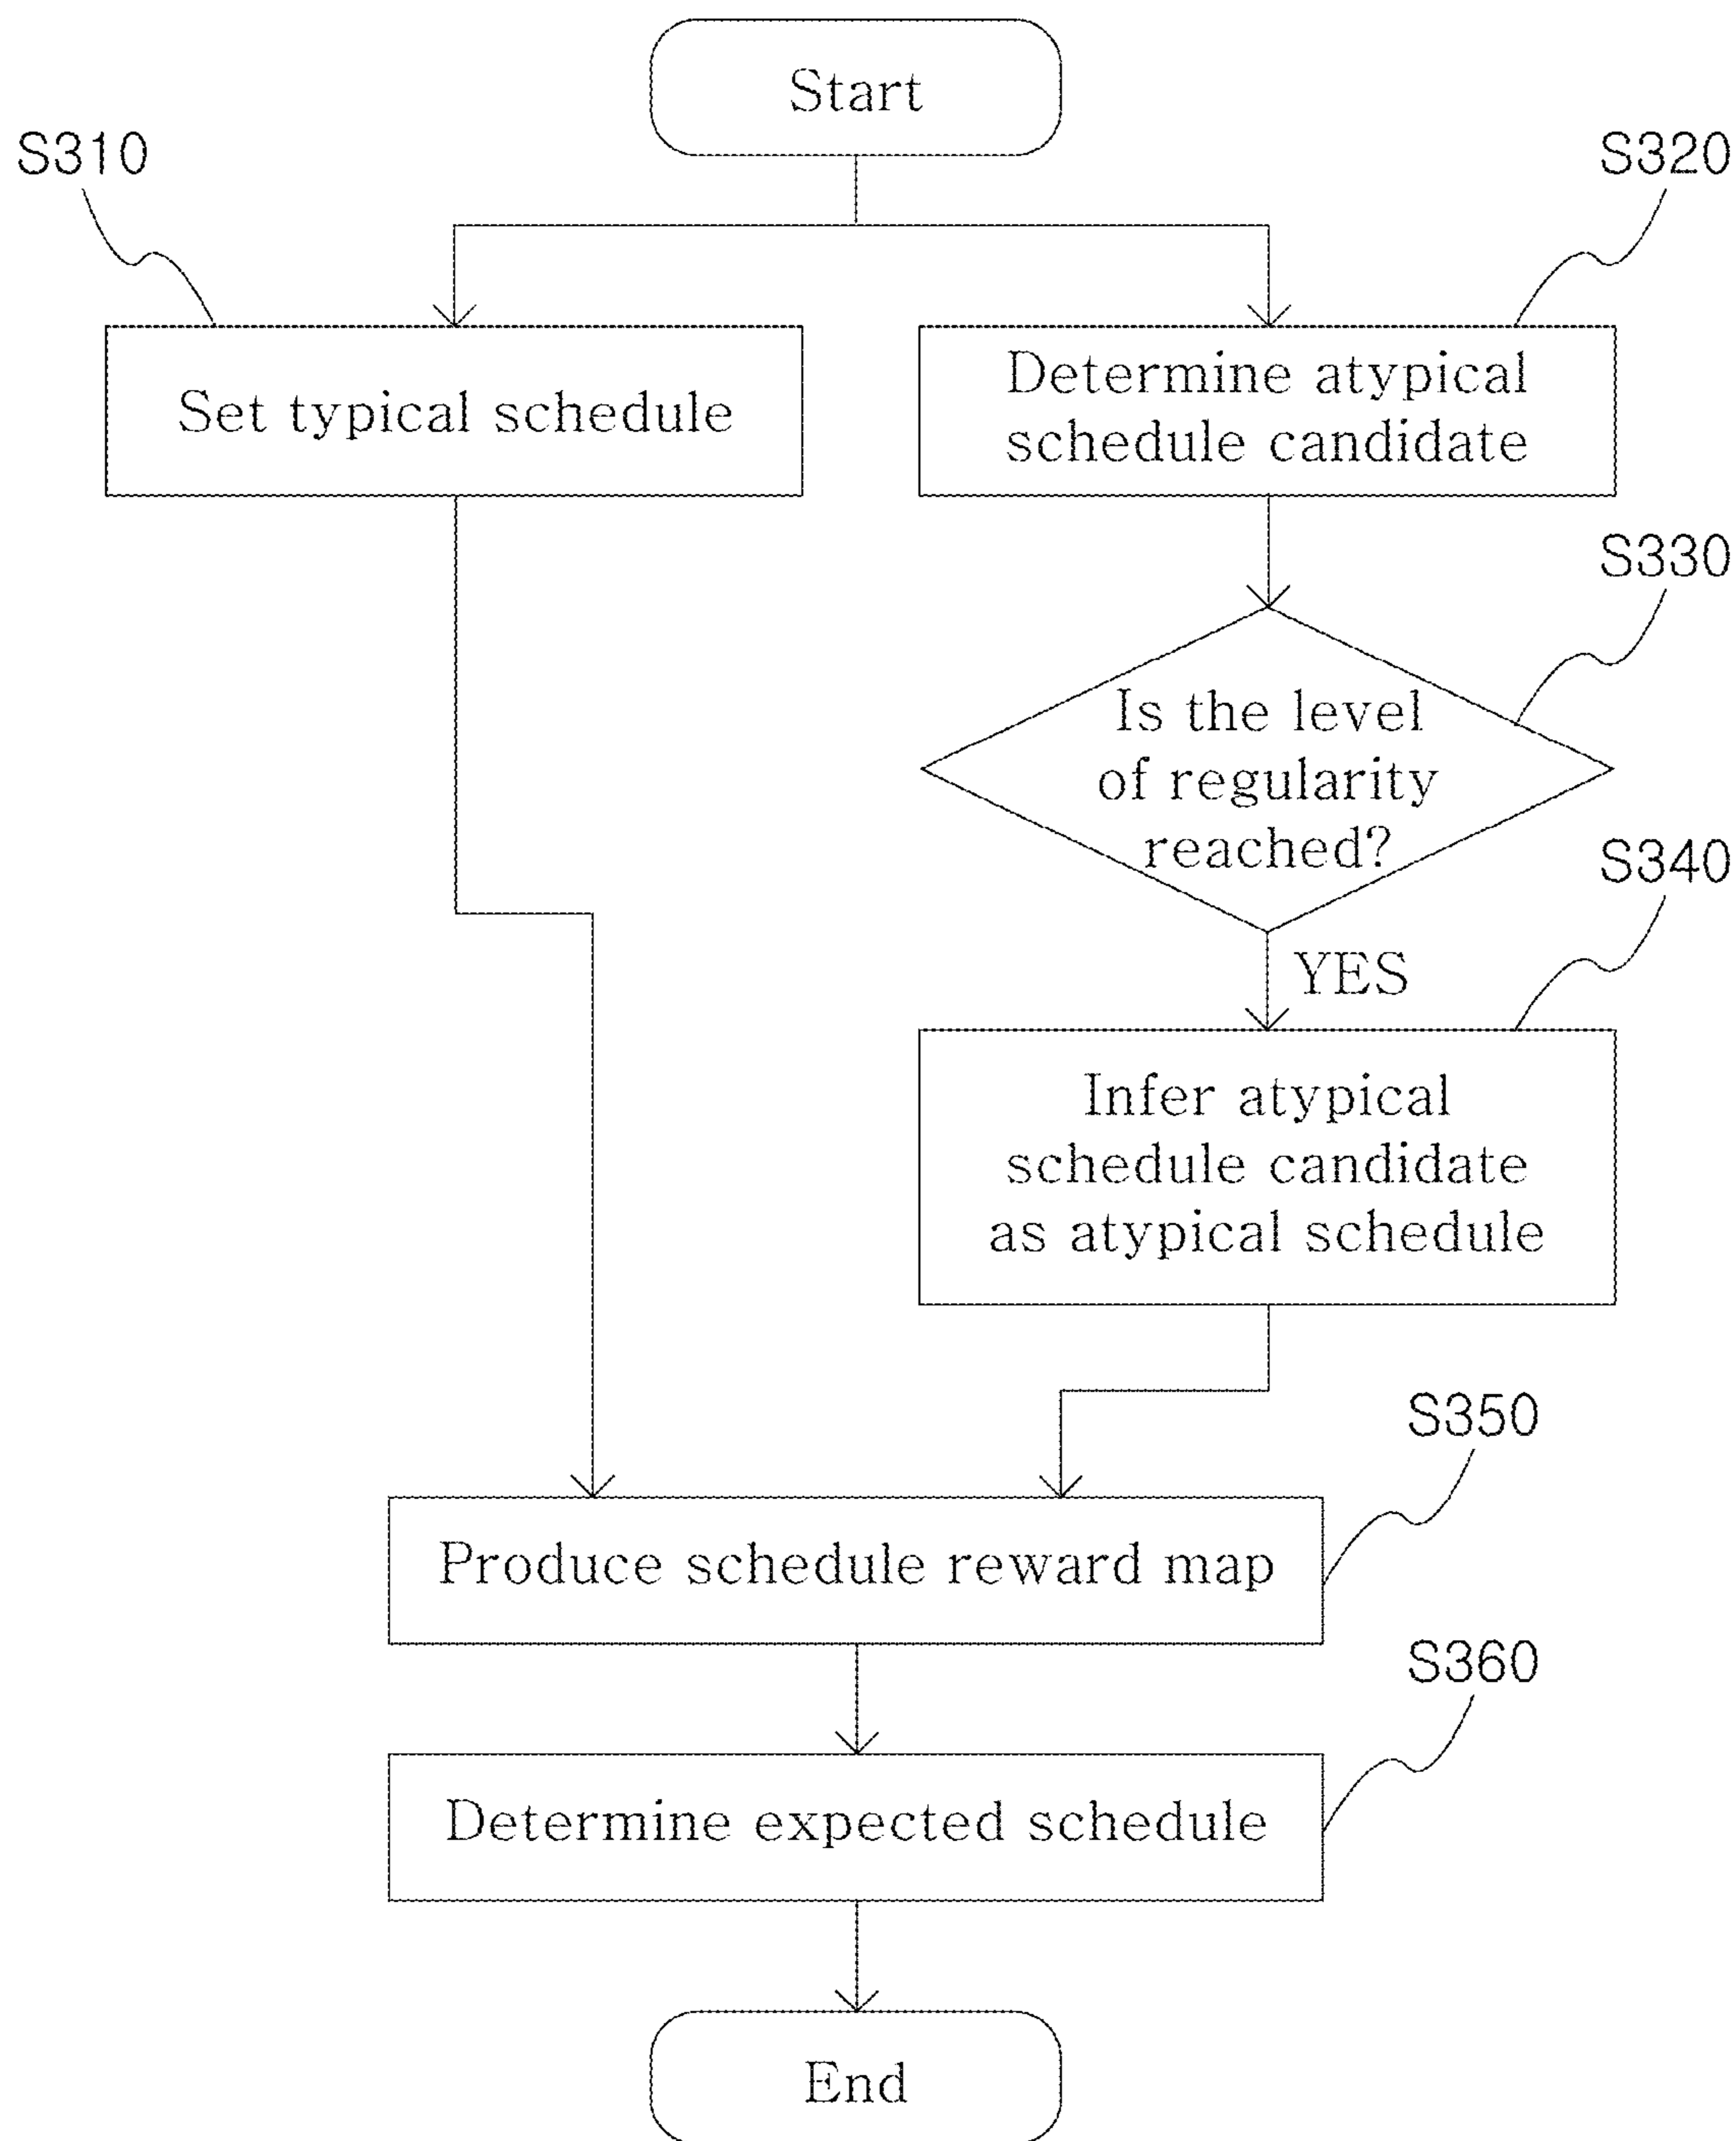 Start
S310
S320
Set typical schedule
Determine atypical
schedule candidate
S330
Is the level
of regularity
reached?
S340
YES
Infer atypical
schedule candidate
as atypical schedule
S350
Produce schedule reward map
S360
Determine expected schedule
End